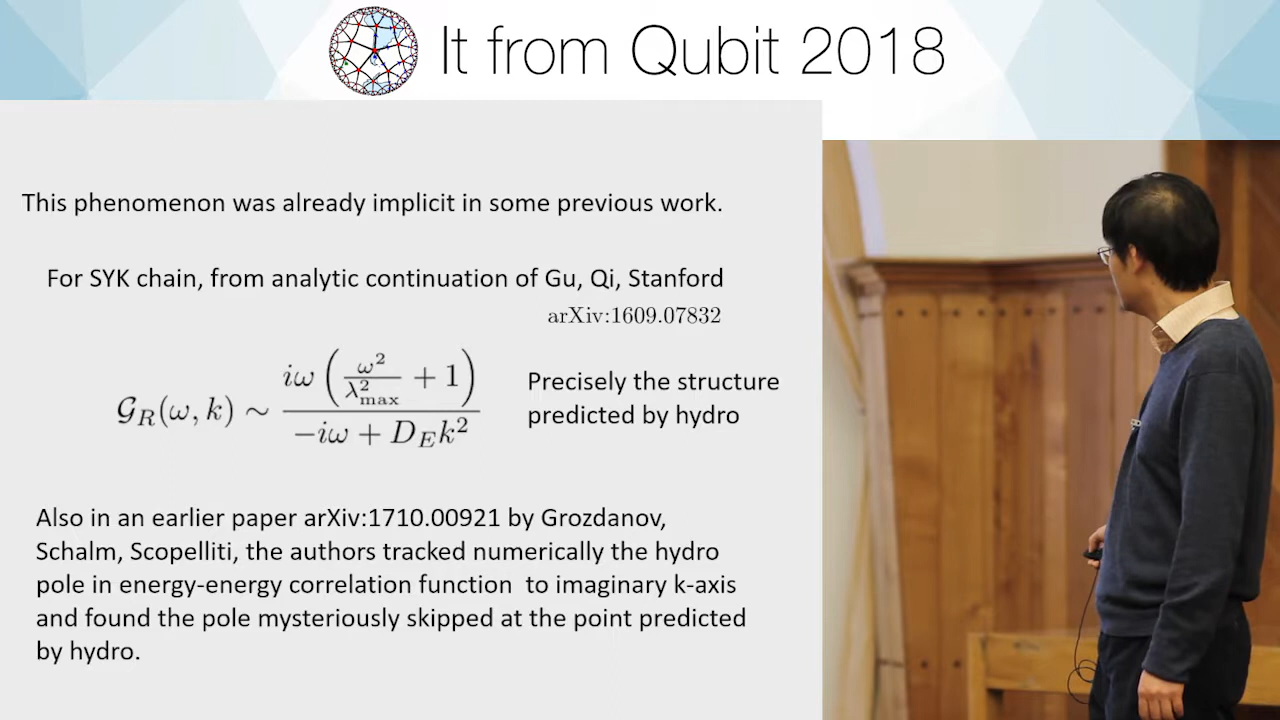 It from Qubit 2018
This phenomenon was already implicit in some previous work.
For SYK chain, from analytic continuation of Gu, Qi, Stanford
arXiv:1609.07832
𝒢_R(ω, k) ∼ iω (ω²/λ²_max + 1) / (−iω + D_E k²)
Precisely the structure
predicted by hydro
Also in an earlier paper arXiv:1710.00921 by Grozdanov,
Schalm, Scopelliti, the authors tracked numerically the hydro
pole in energy-energy correlation function to imaginary k-axis
and found the pole mysteriously skipped at the point predicted
by hydro.